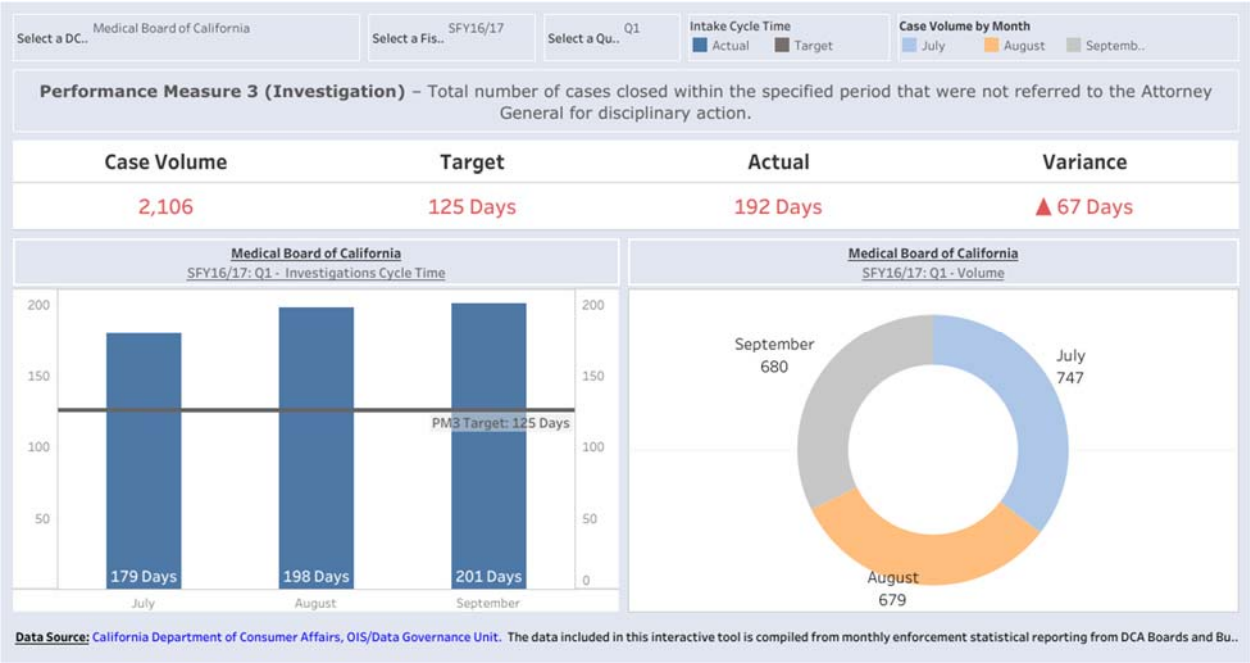 Select a DC.. Medical Board of California
Select a Fis.. SFY16/17
Select a Qu.. Q1
Intake Cycle Time
Actual Target
Case Volume by Month
July August Septemb..
Performance Measure 3 (Investigation) – Total number of cases closed within the specified period that were not referred to the Attorney
General for disciplinary action.
Case Volume Target Actual Variance
2,106 125 Days 192 Days ▲ 67 Days
Medical Board of California
SFY16/17: Q1 - Investigations Cycle Time
200 200
150 150
PM3 Target: 125 Days
100 100
50 50
179 Days 198 Days 201 Days 0
July August September
Medical Board of California
SFY16/17: Q1 - Volume
September
680
July
747
August
679
Data Source: California Department of Consumer Affairs, OIS/Data Governance Unit. The data included in this interactive tool is compiled from monthly enforcement statistical reporting from DCA Boards and Bu..